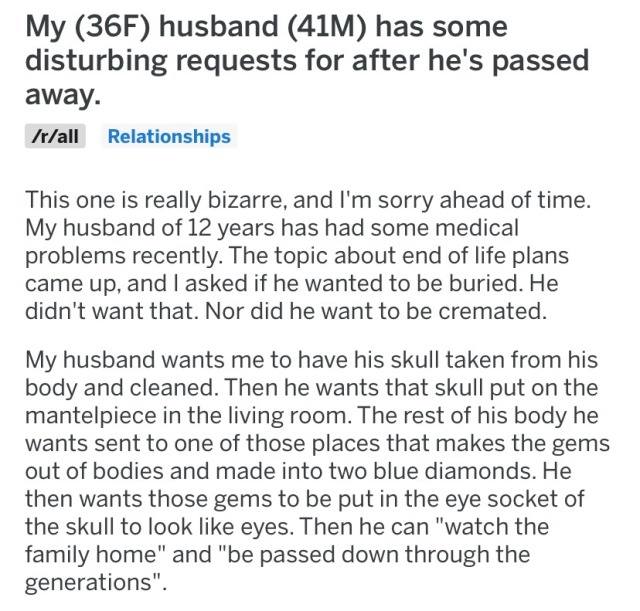 My (36F) husband (41M) has some
disturbing requests for after he's passed
away.
/r/all Relationships
This one is really bizarre, and I'm sorry ahead of time.
My husband of 12 years has had some medical
problems recently. The topic about end of life plans
came up, and I asked if he wanted to be buried. He
didn't want that. Nor did he want to be cremated.
My husband wants me to have his skull taken from his
body and cleaned. Then he wants that skull put on the
mantelpiece in the living room. The rest of his body he
wants sent to one of those places that makes the gems
out of bodies and made into two blue diamonds. He
then wants those gems to be put in the eye socket of
the skull to look like eyes. Then he can "watch the
family home" and "be passed down through the
generations".